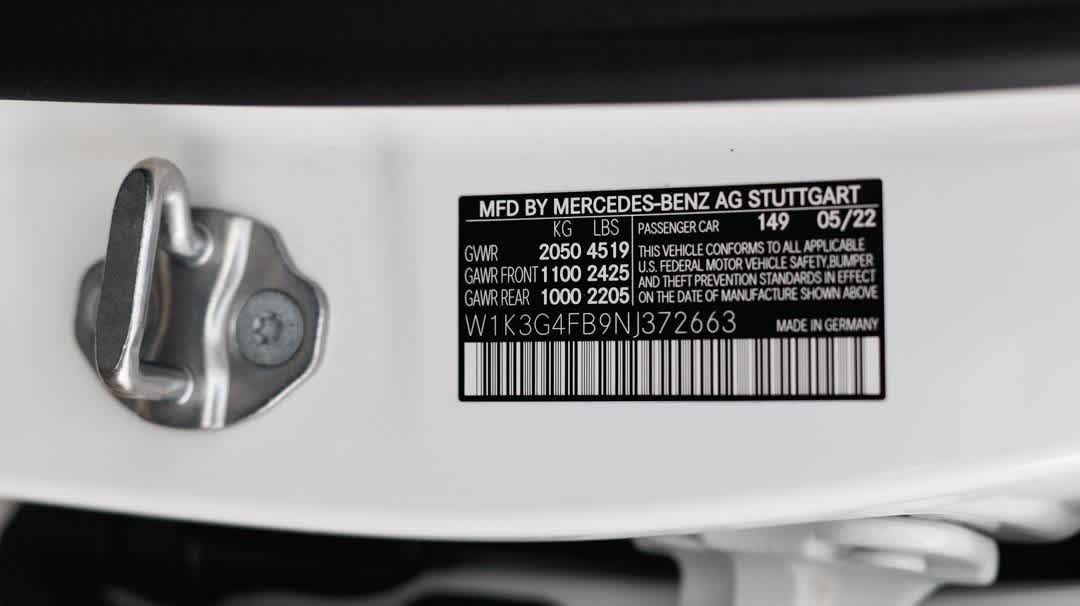 MFD BY MERCEDES-BENZ AG STUTTGART
KG LBS
GVWR 2050 4519
GAWR FRONT 1100 2425
GAWR REAR 1000 2205
PASSENGER CAR 149 05/22
THIS VEHICLE CONFORMS TO ALL APPLICABLE
U.S. FEDERAL MOTOR VEHICLE SAFETY,BUMPER
AND THEFT PREVENTION STANDARDS IN EFFECT
ON THE DATE OF MANUFACTURE SHOWN ABOVE
W1K3G4FB9NJ372663 MADE IN GERMANY